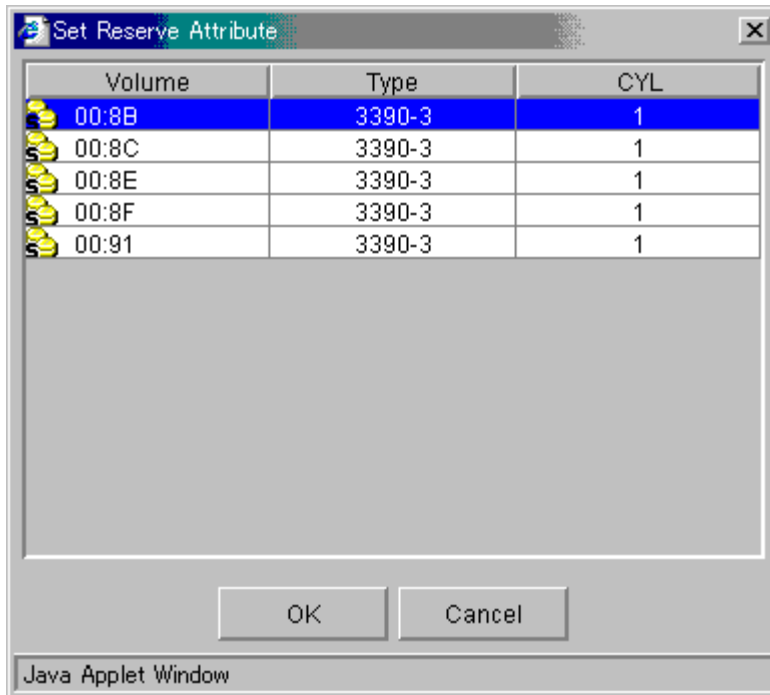 Set Reserve Attribute
Volume Type CYL
S 00:8B 3390-3 1
S 00:8C 3390-3 1
S 00:8E 3390-3 1
S 00:8F 3390-3 1
S 00:91 3390-3 1
OK Cancel
Java Applet Window